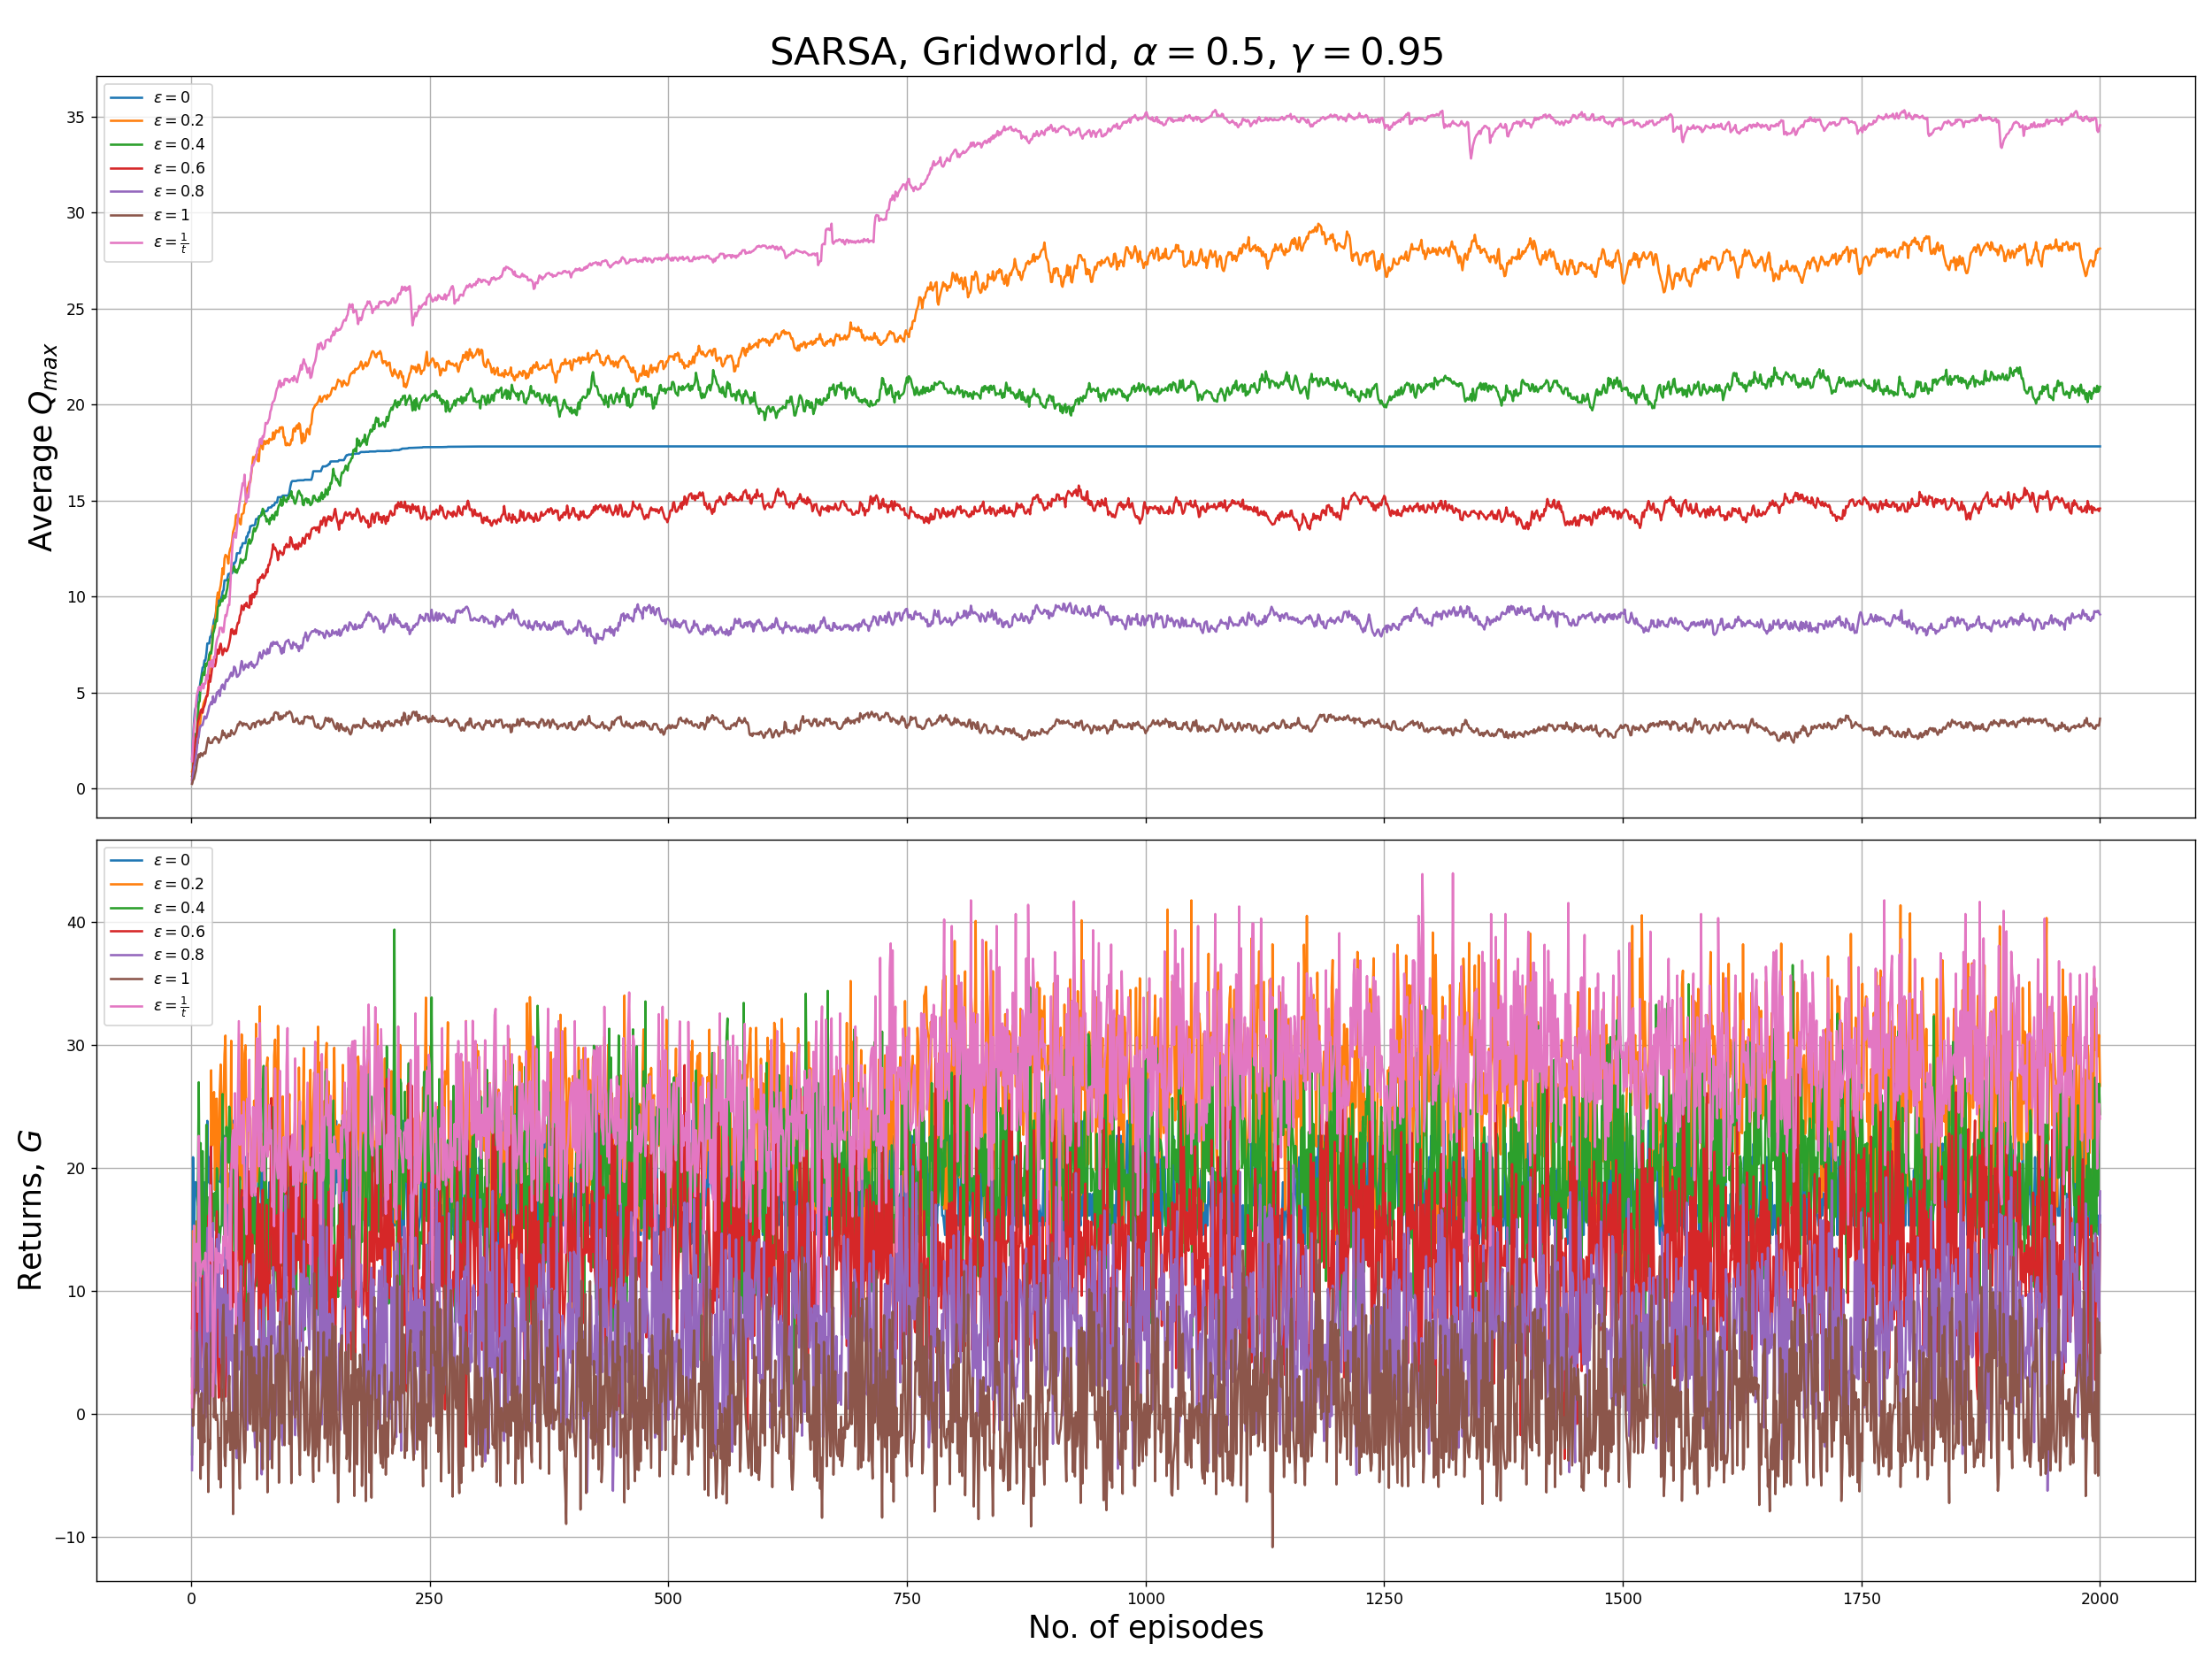 SARSA, Gridworld, α = 0.5, γ = 0.95
ε = 0
ε = 0.2
ε = 0.4
ε = 0.6
ε = 0.8
ε = 1
ε = 1/t
35
30
25
20
15
10
5
0
Average Q_max
ε = 0
ε = 0.2
ε = 0.4
ε = 0.6
ε = 0.8
ε = 1
ε = 1/t
40
30
20
10
0
−10
Returns, G
0 250 500 750 1000 1250 1500 1750 2000
No. of episodes